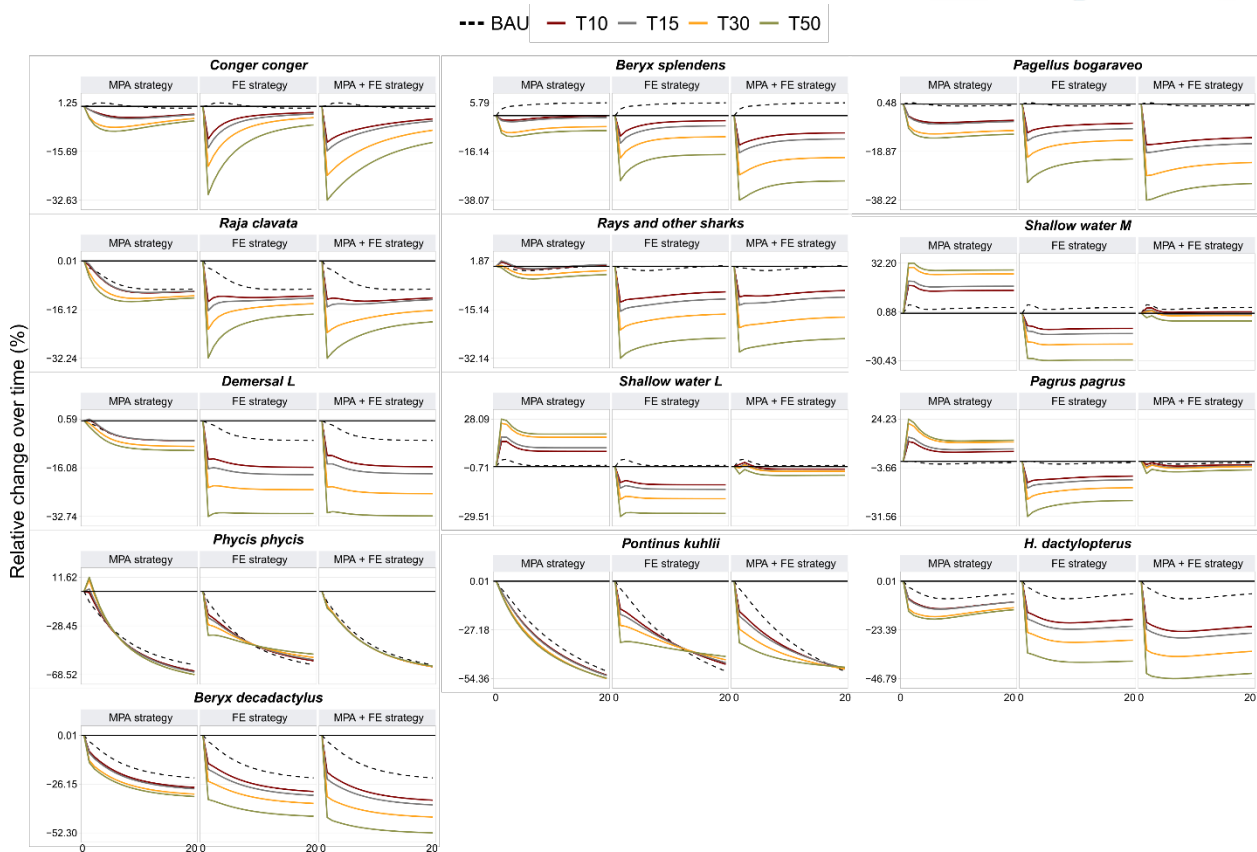 BAU T10 T15 T30 T50
Conger conger Beryx splendens Pagellus bogaraveo
MPA strategy FE strategy MPA + FE strategy MPA strategy FE strategy MPA + FE strategy MPA strategy FE strategy MPA + FE strategy
1.25 5.79 0.48
−15.69 −16.14 −18.87
−32.63 −38.07 −38.22
Raja clavata Rays and other sharks Shallow water M
MPA strategy FE strategy MPA + FE strategy MPA strategy FE strategy MPA + FE strategy MPA strategy FE strategy MPA + FE strategy
0.01 1.87 32.20
−16.12 −15.14 0.88
−32.24 −32.14 −30.43
Demersal L Shallow water L Pagrus pagrus
MPA strategy FE strategy MPA + FE strategy MPA strategy FE strategy MPA + FE strategy MPA strategy FE strategy MPA + FE strategy
0.59 28.09 24.23
−16.08 −0.71 −3.66
−32.74 −29.51 −31.56
Phycis phycis Pontinus kuhlii H. dactylopterus
MPA strategy FE strategy MPA + FE strategy MPA strategy FE strategy MPA + FE strategy MPA strategy FE strategy MPA + FE strategy
11.62 0.01 0.01
−28.45 −27.18 −23.39
−68.52 −54.36 −46.79
0 20 0 20 0 20 0 20 0 20 0 20
Beryx decadactylus
MPA strategy FE strategy MPA + FE strategy
0.01
−26.15
−52.30
0 20 0 20 0 20
Relative change over time (%)